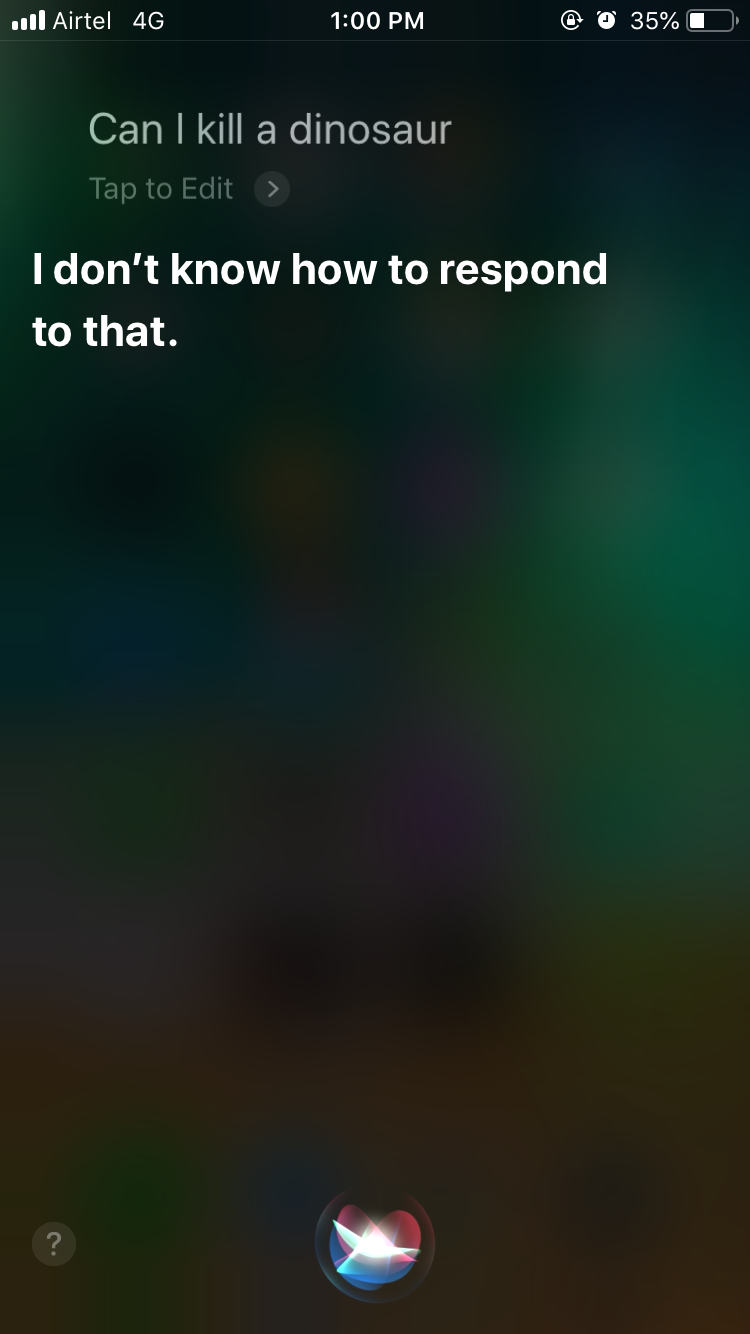 Airtel 4G 1:00 PM 35%
Can I kill a dinosaur
Tap to Edit
I don’t know how to respond
to that.
?